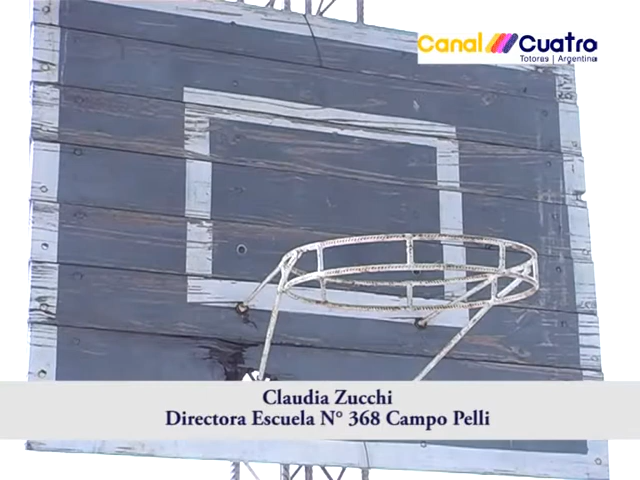 Canal Cuatro
Totoras | Argentina
Claudia Zucchi
Directora Escuela N° 368 Campo Pelli